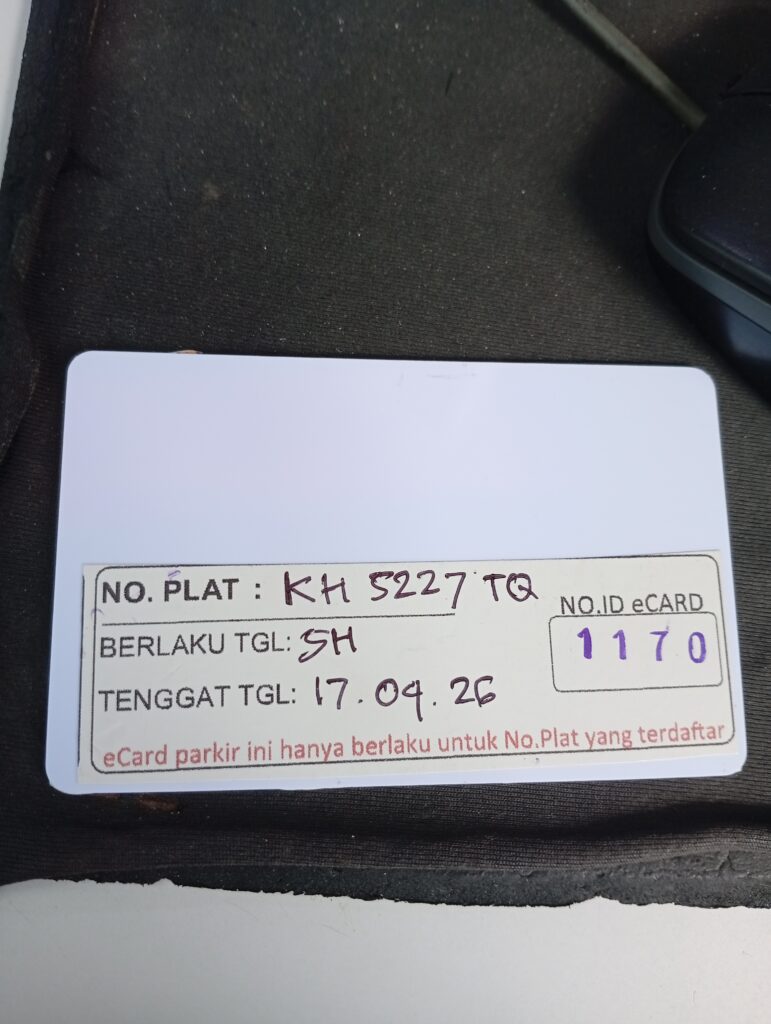 NO. PLAT : KH 5227 TQ
NO.ID eCARD
1170
BERLAKU TGL: SH
TENGGAT TGL: 17.04.26
eCard parkir ini hanya berlaku untuk No.Plat yang terdaftar